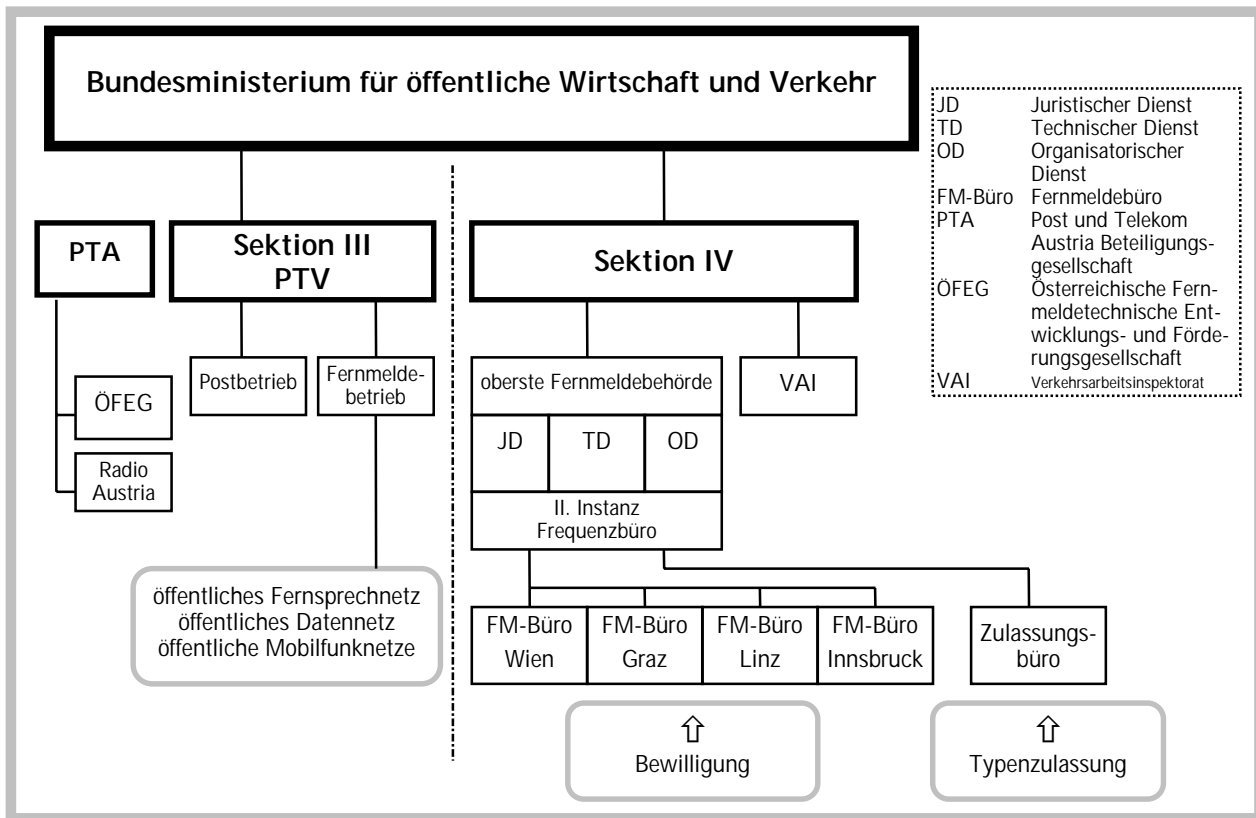 Bundesministerium für öffentliche Wirtschaft und Verkehr
JD Juristischer Dienst
TD Technischer Dienst
OD Organisatorischer
Dienst
FM-Büro Fernmeldebüro
PTA Post und Telekom
Austria Beteiligungs-
gesellschaft
ÖFEG Österreichische Fern-
meldetechnische Ent-
wicklungs- und Förde-
rungsgesellschaft
VAI Verkehrsarbeitsinspektorat
PTA
Sektion III
PTV
Sektion IV
ÖFEG
Radio
Austria
Postbetrieb
Fernmelde-
betrieb
oberste Fernmeldebehörde
JD TD OD
II. Instanz
Frequenzbüro
VAI
öffentliches Fernsprechnetz
öffentliches Datennetz
öffentliche Mobilfunknetze
FM-Büro
Wien
FM-Büro
Graz
FM-Büro
Linz
FM-Büro
Innsbruck
Zulassungs-
büro
⇧
Bewilligung
⇧
Typenzulassung